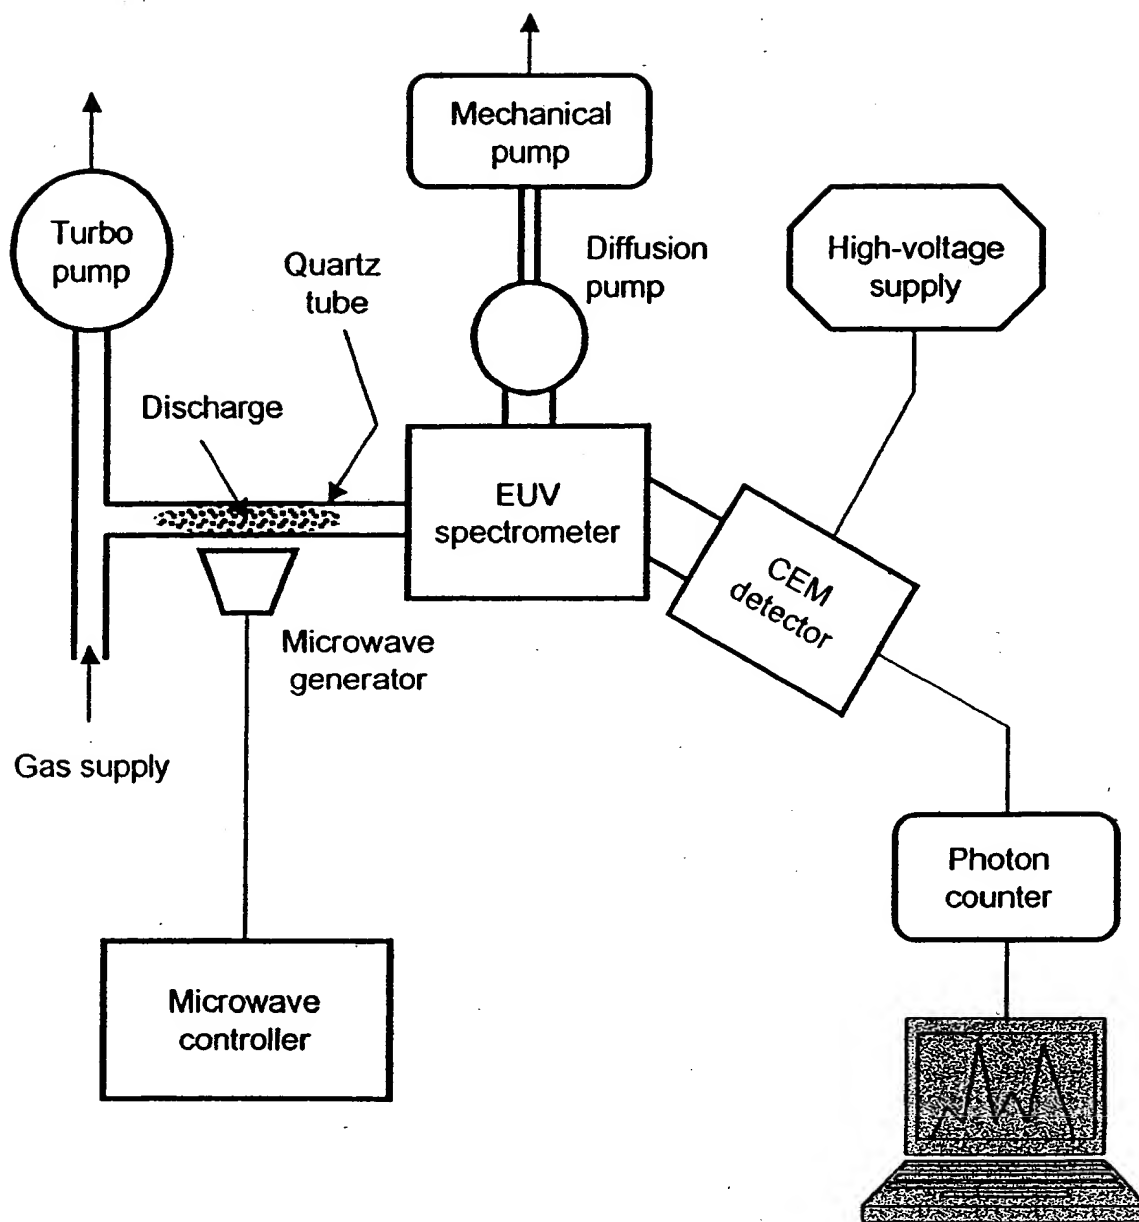 Mechanical
pump
Turbo
pump
Quartz
tube
Diffusion
pump
High-voltage
supply
Discharge
EUV
spectrometer
CEM
detector
Microwave
generator
Gas supply
Photon
counter
Microwave
controller